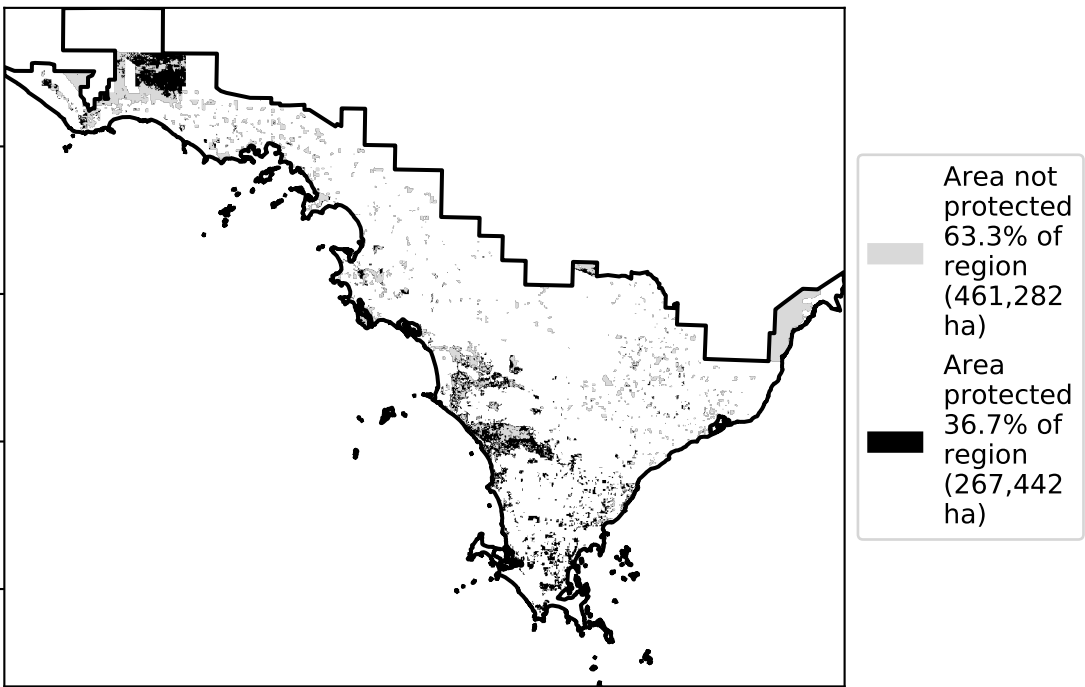 Area not
protected
63.3% of
region
(461,282
ha)
Area
protected
36.7% of
region
(267,442
ha)